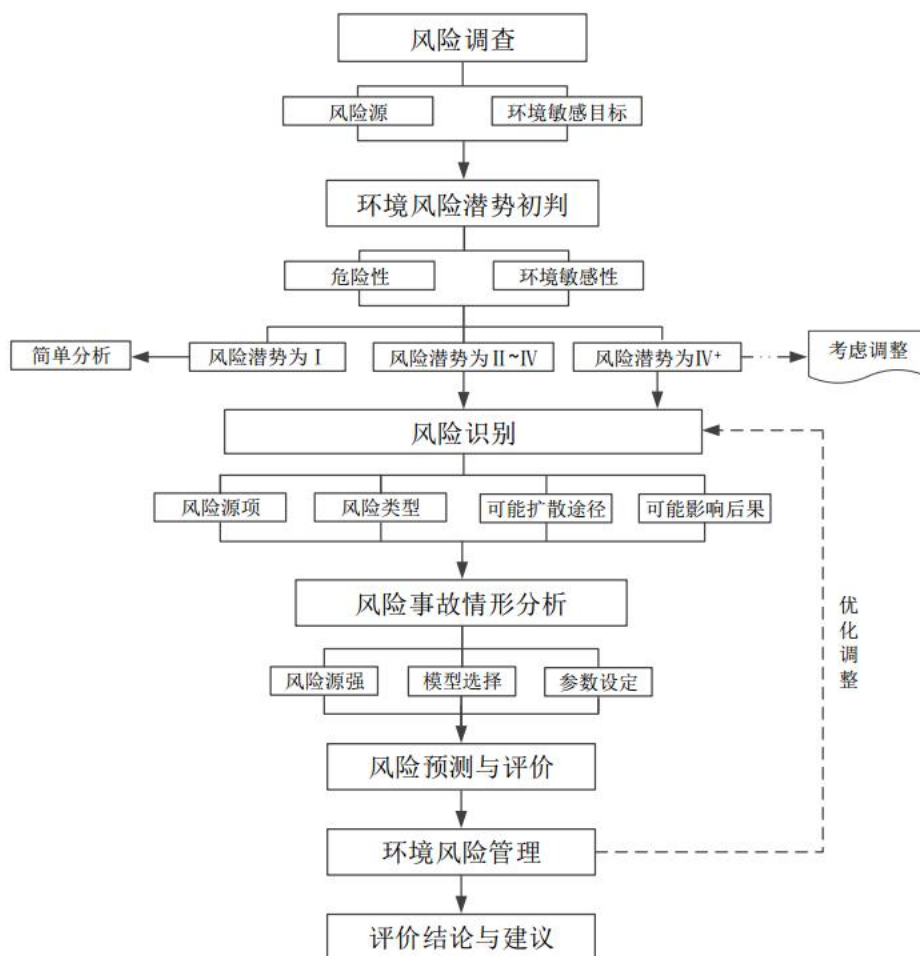 风险调查
风险源
环境敏感目标
环境风险潜势初判
危险性
环境敏感性
简单分析
风险潜势为Ⅰ
风险潜势为Ⅱ~Ⅳ
风险潜势为Ⅳ+
考虑调整
风险识别
风险源项
风险类型
可能扩散途径
可能影响后果
风险事故情形分析
优化调整
风险源强
模型选择
参数设定
风险预测与评价
环境风险管理
评价结论与建议